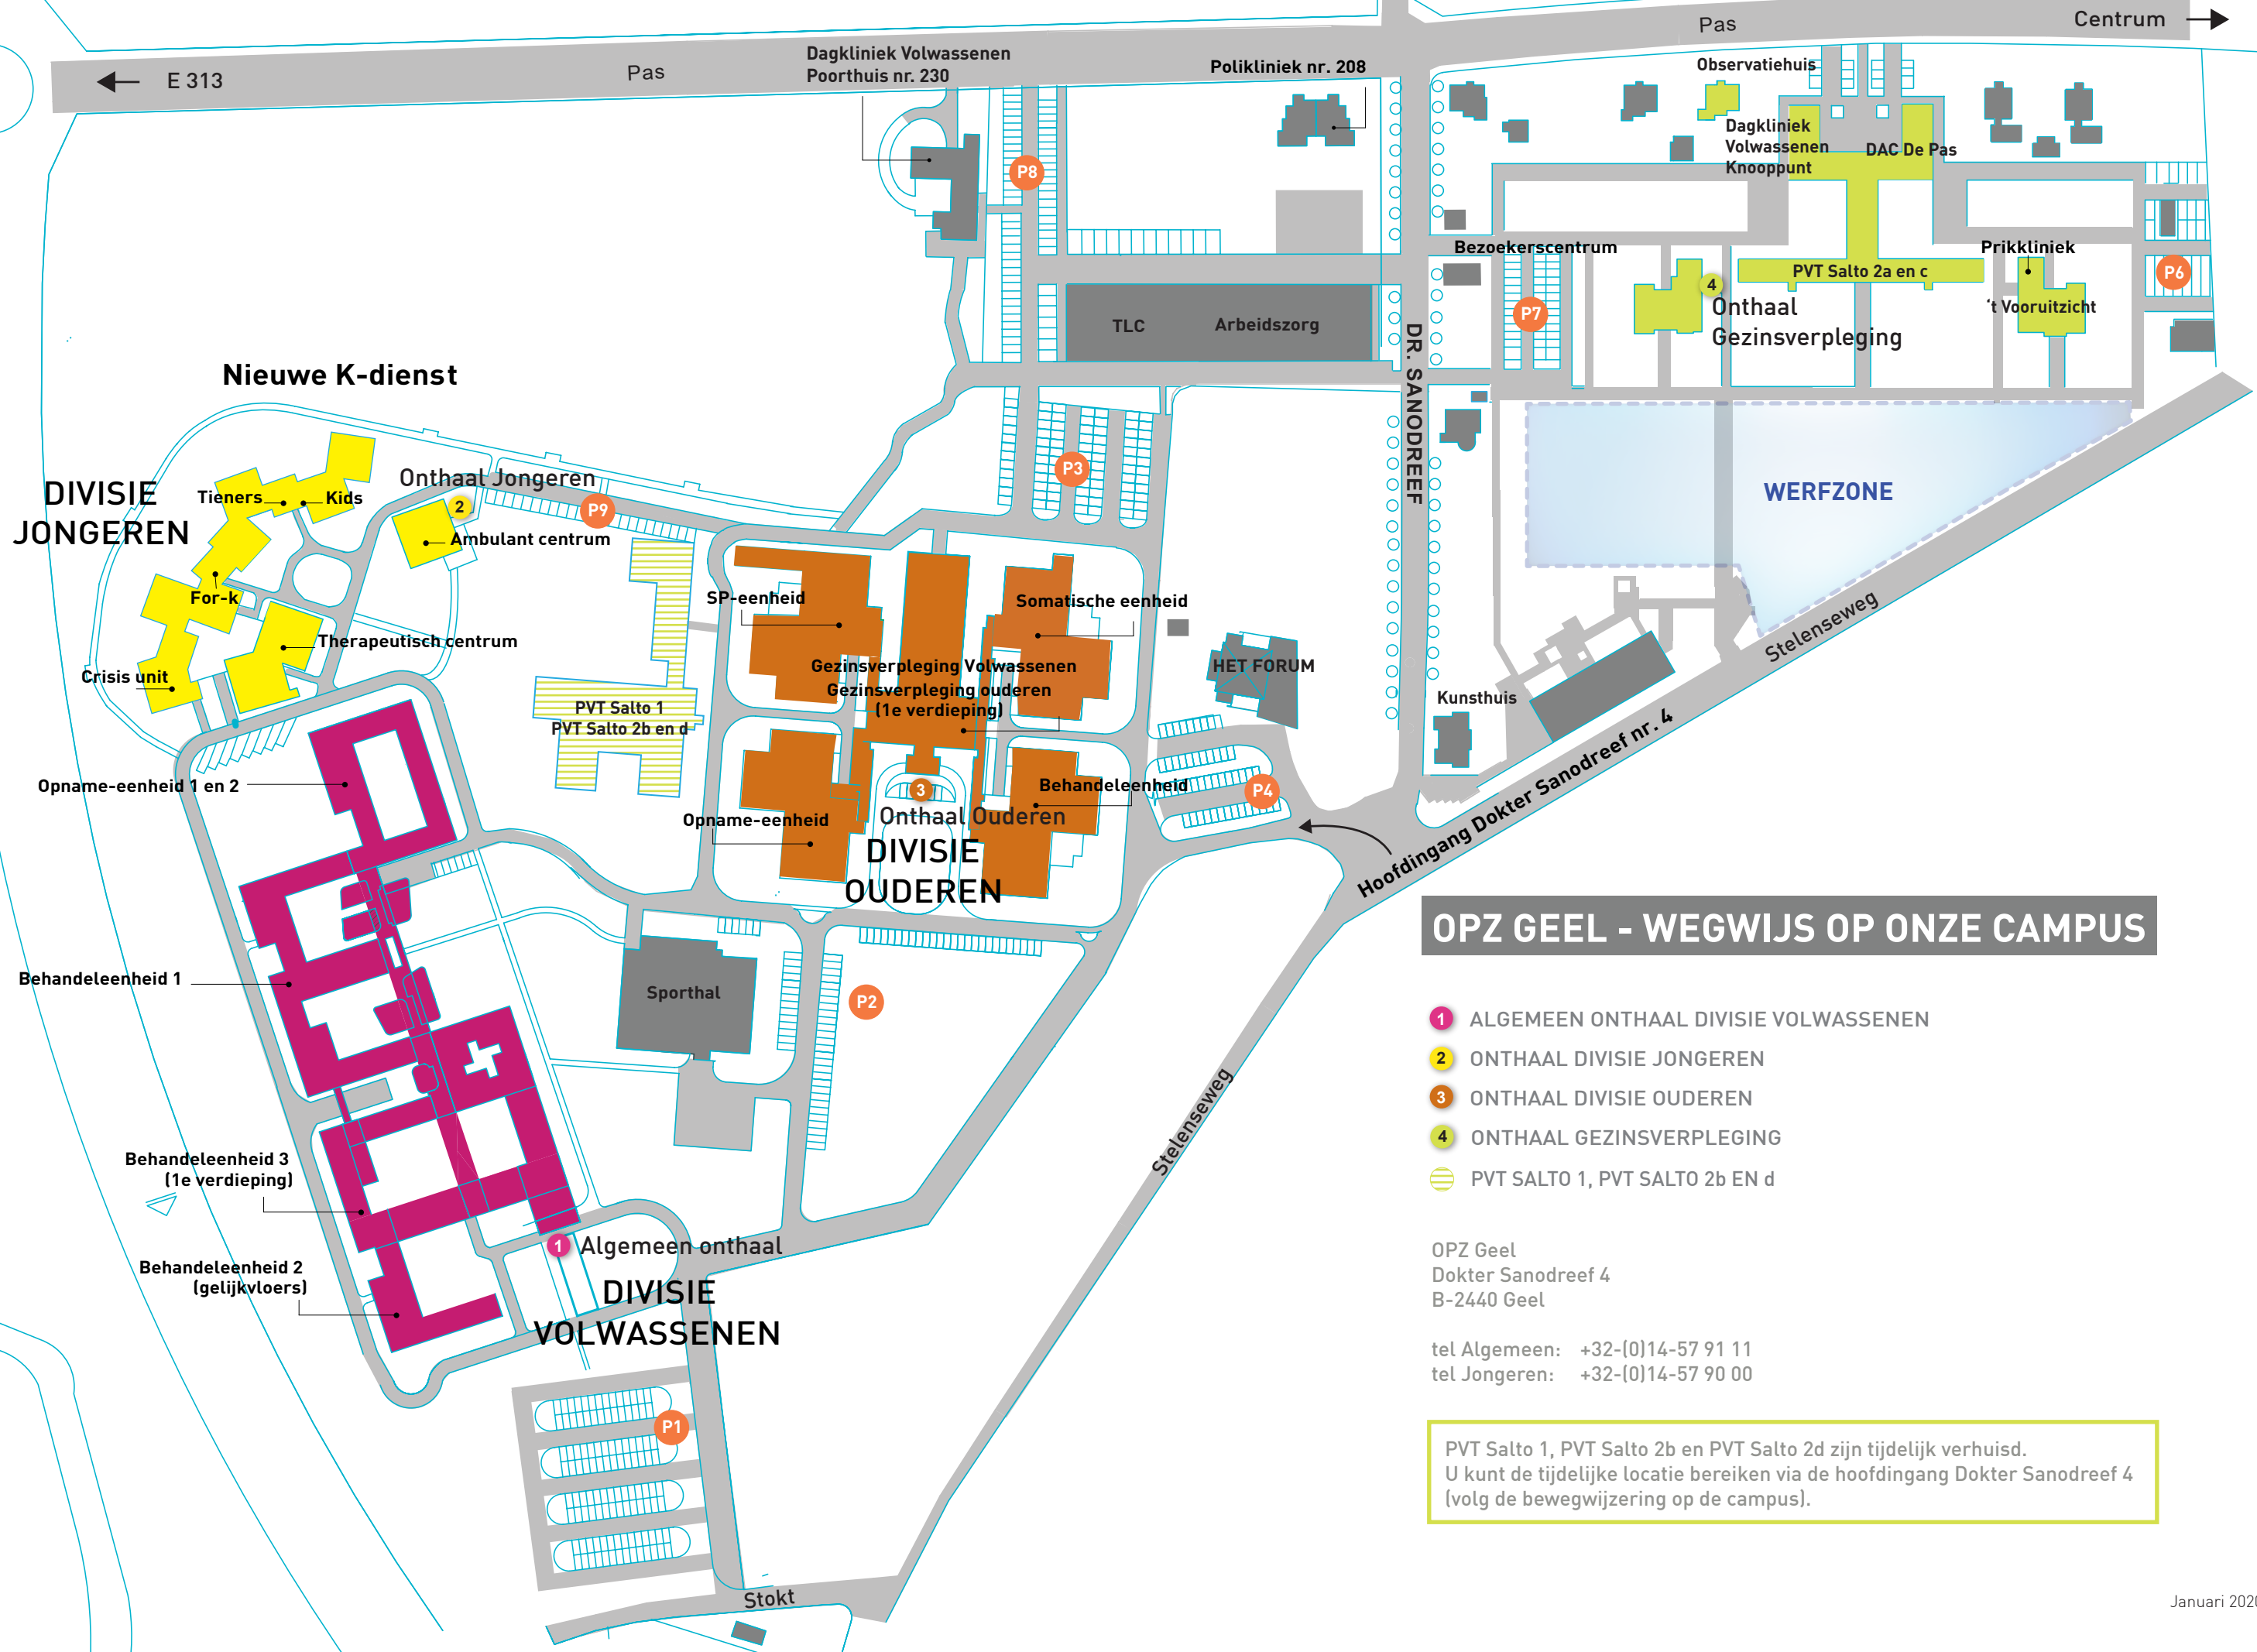 Pas
Centrum
E 313
Pas
Dagkliniek Volwassenen
Poorthuis nr. 230
Polikliniek nr. 208
Observatiehuis
Dagkliniek
Volwassenen
Knooppunt
DAC De Pas
P8
Bezoekerscentrum
Prikkliniek
PVT Salto 2a en c
P6
4
Onthaal
Gezinsverpleging
't Vooruitzicht
P7
TLC
Arbeidszorg
DR. SANODREEF
Nieuwe K-dienst
DIVISIE
JONGEREN
Tieners
Kids
Onthaal Jongeren
2
P9
Ambulant centrum
P3
WERFZONE
For-k
Therapeutisch centrum
Crisis unit
SP-eenheid
Somatische eenheid
Gezinsverpleging Volwassenen
Gezinsverpleging ouderen
(1e verdieping)
HET FORUM
Stelenseweg
Kunsthuis
PVT Salto 1
PVT Salto 2b en d
Opname-eenheid 1 en 2
Behandeleenheid
3
Onthaal Ouderen
Opname-eenheid
DIVISIE
OUDEREN
P4
Hoofdingang Dokter Sanodreef nr. 4
Behandeleenheid 1
Sporthal
P2
Stelenseweg
Behandeleenheid 3
(1e verdieping)
Behandeleenheid 2
(gelijkvloers)
1
Algemeen onthaal
DIVISIE
VOLWASSENEN
P1
Stokt
OPZ GEEL - WEGWIJS OP ONZE CAMPUS
1 ALGEMEEN ONTHAAL DIVISIE VOLWASSENEN
2 ONTHAAL DIVISIE JONGEREN
3 ONTHAAL DIVISIE OUDEREN
4 ONTHAAL GEZINSVERPLEGING
PVT SALTO 1, PVT SALTO 2b EN d
OPZ Geel
Dokter Sanodreef 4
B-2440 Geel
tel Algemeen: +32-(0)14-57 91 11
tel Jongeren: +32-(0)14-57 90 00
PVT Salto 1, PVT Salto 2b en PVT Salto 2d zijn tijdelijk verhuisd.
U kunt de tijdelijke locatie bereiken via de hoofdingang Dokter Sanodreef 4
(volg de bewegwijzering op de campus).
Januari 2020